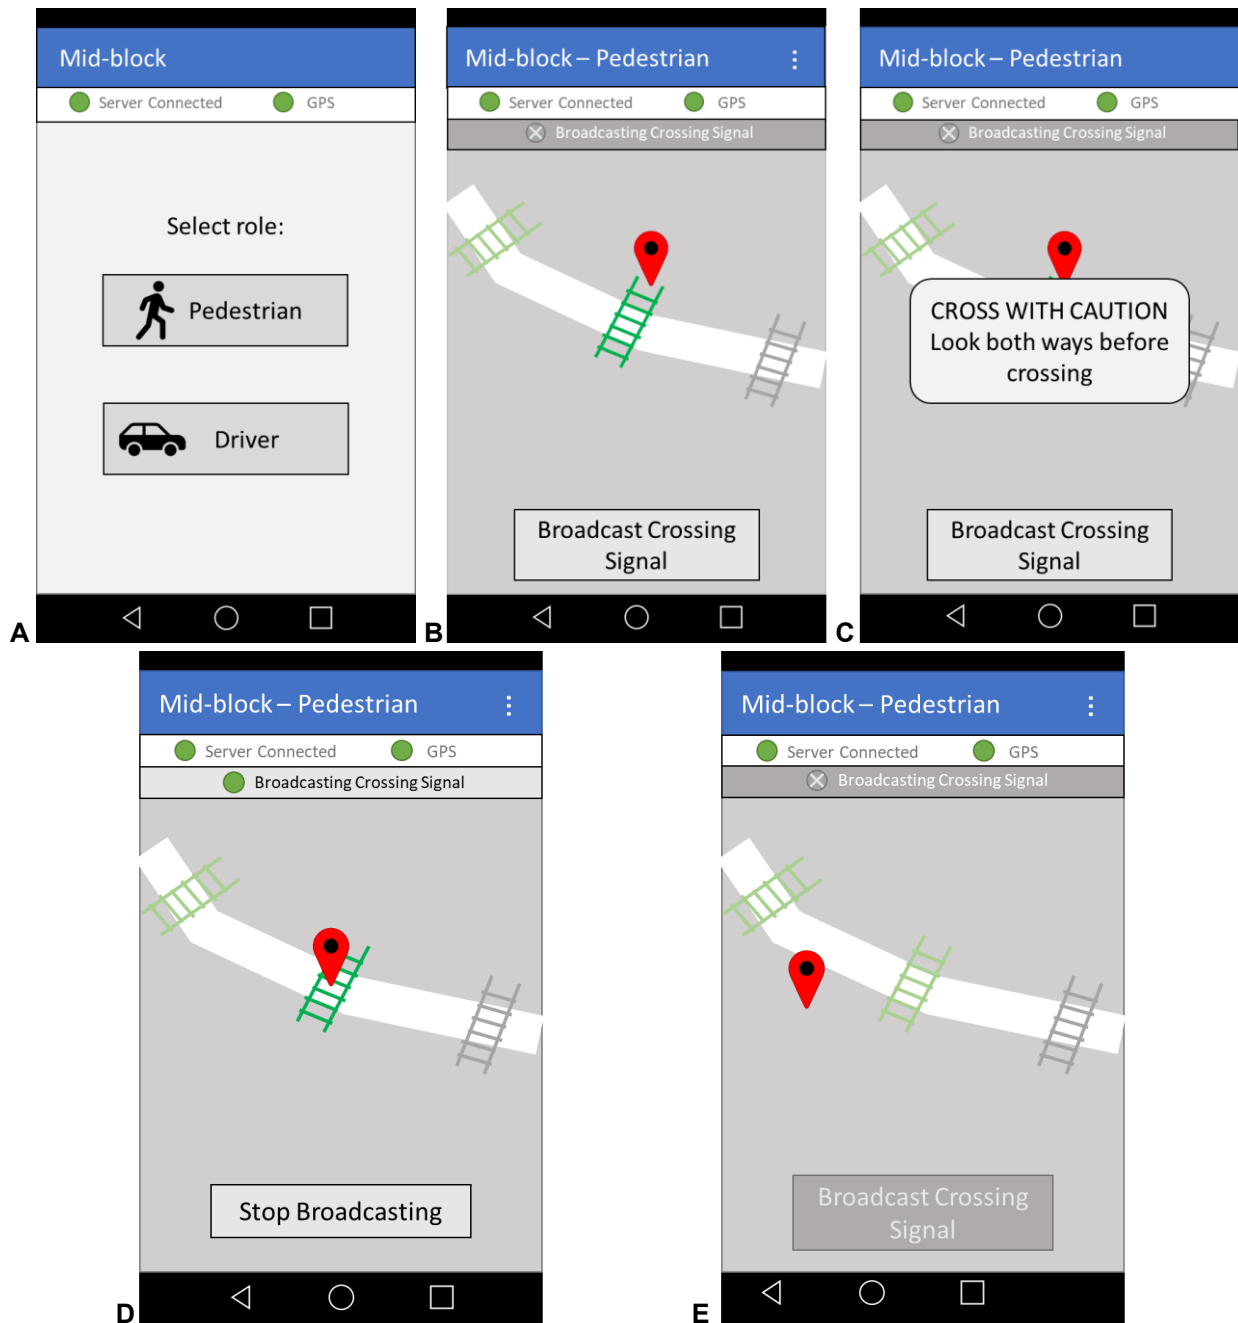 Mid-block
Server Connected GPS
Select role:
Pedestrian
Driver
A
Mid-block – Pedestrian
Server Connected GPS
Broadcasting Crossing Signal
Broadcast Crossing
Signal
B
Mid-block – Pedestrian
Server Connected GPS
Broadcasting Crossing Signal
CROSS WITH CAUTION
Look both ways before
crossing
Broadcast Crossing
Signal
C
Mid-block – Pedestrian
Server Connected GPS
Broadcasting Crossing Signal
Stop Broadcasting
D
Mid-block – Pedestrian
Server Connected GPS
Broadcasting Crossing Signal
Broadcast Crossing
Signal
E